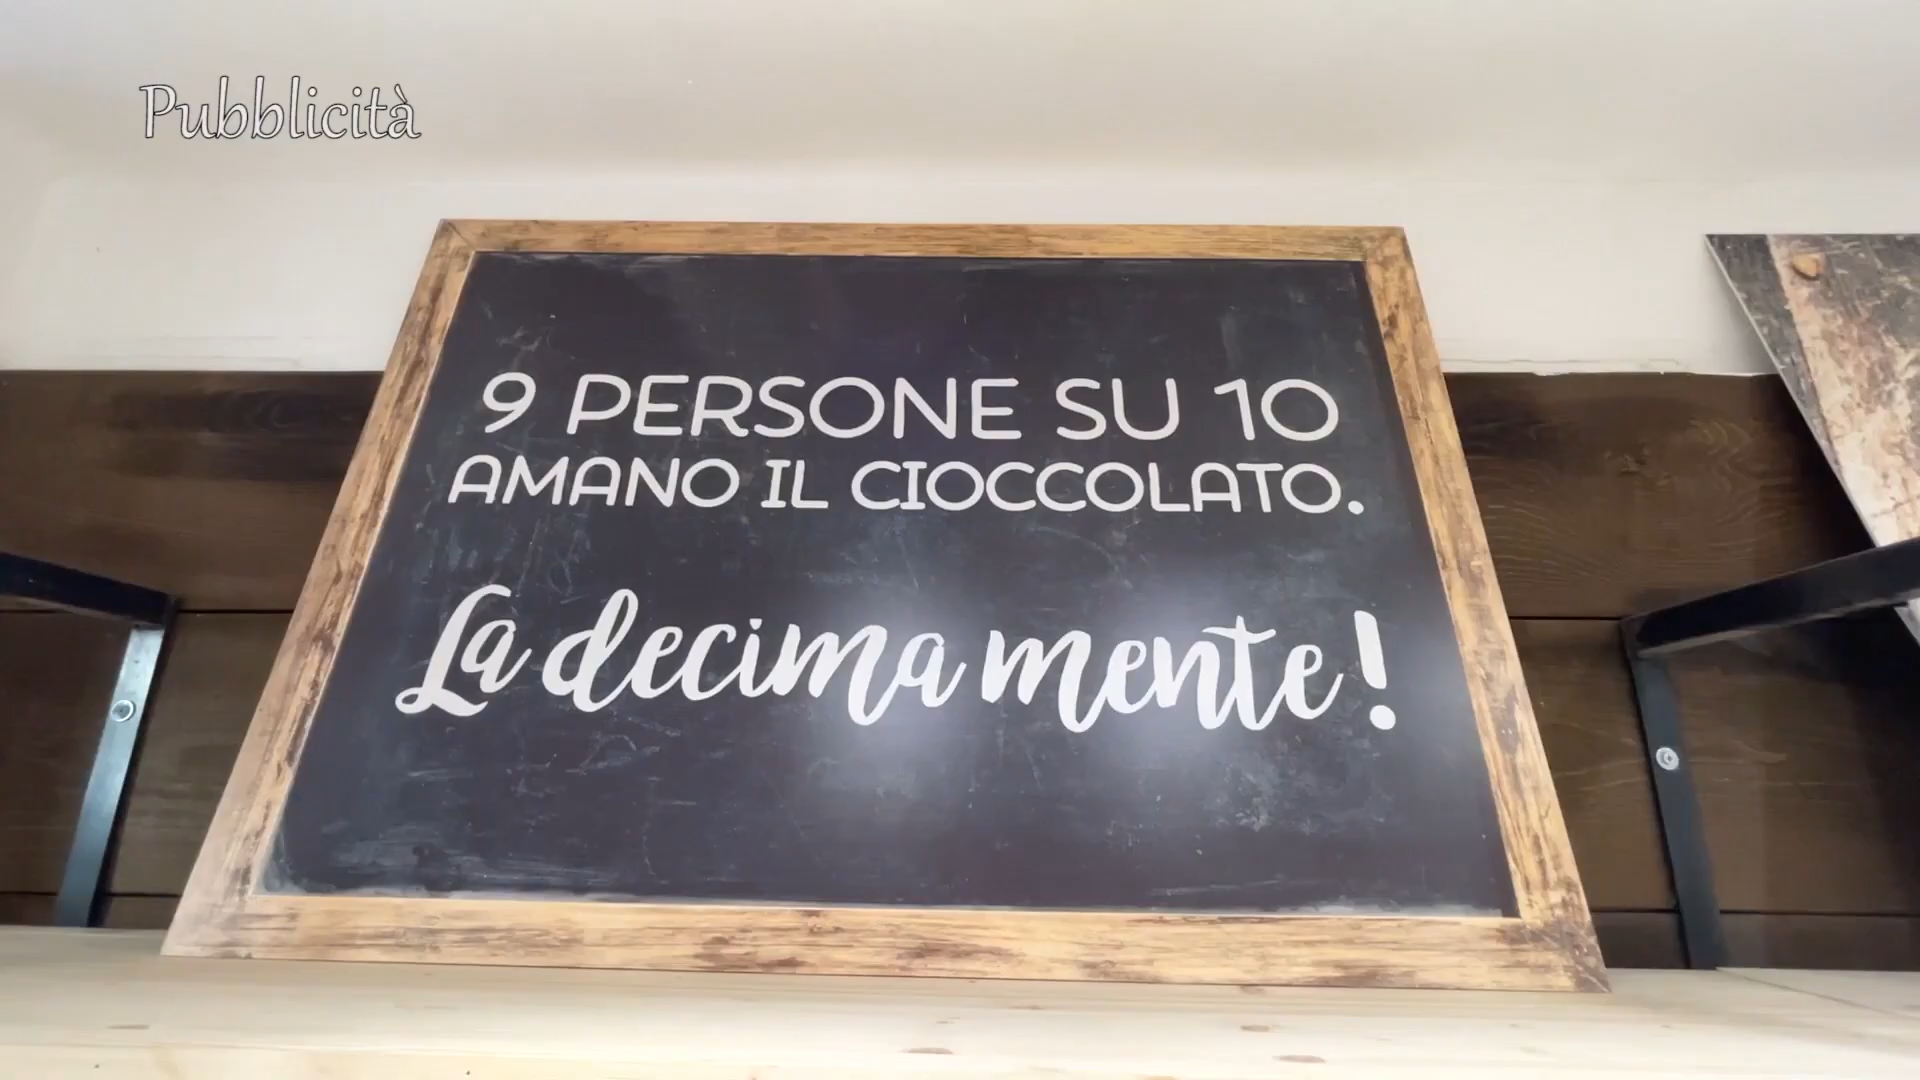 Pubblicità
9 PERSONE SU 10
AMANO IL CIOCCOLATO.
La decima mente!